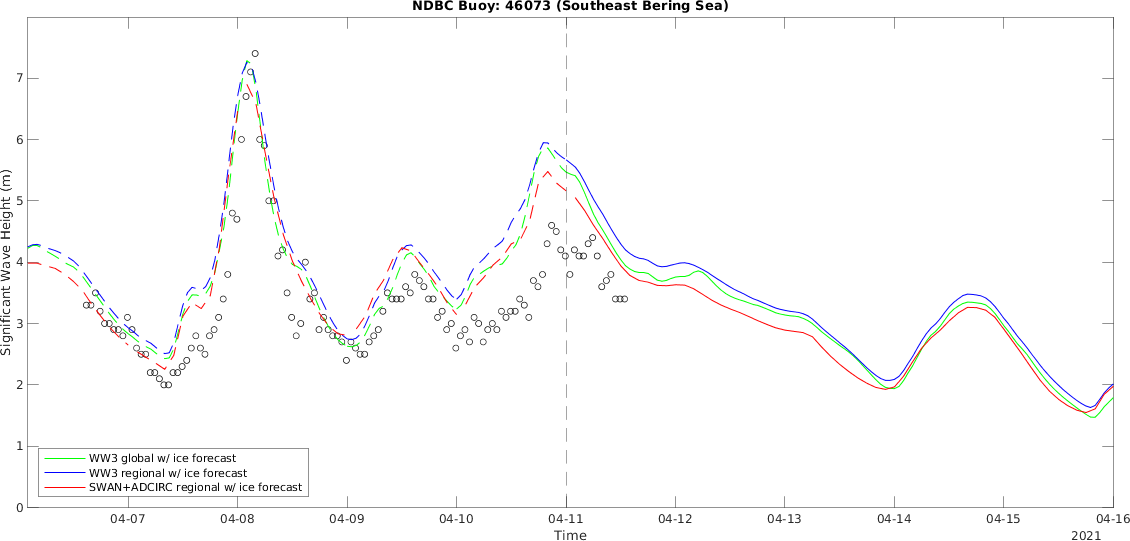 NDBC Buoy: 46073 (Southeast Bering Sea)
Significant Wave Height (m)
7
6
5
4
3
2
1
0
WW3 global w/ ice forecast
WW3 regional w/ ice forecast
SWAN+ADCIRC regional w/ ice forecast
04-07 04-08 04-09 04-10 04-11 04-12 04-13 04-14 04-15 04-16
Time
2021